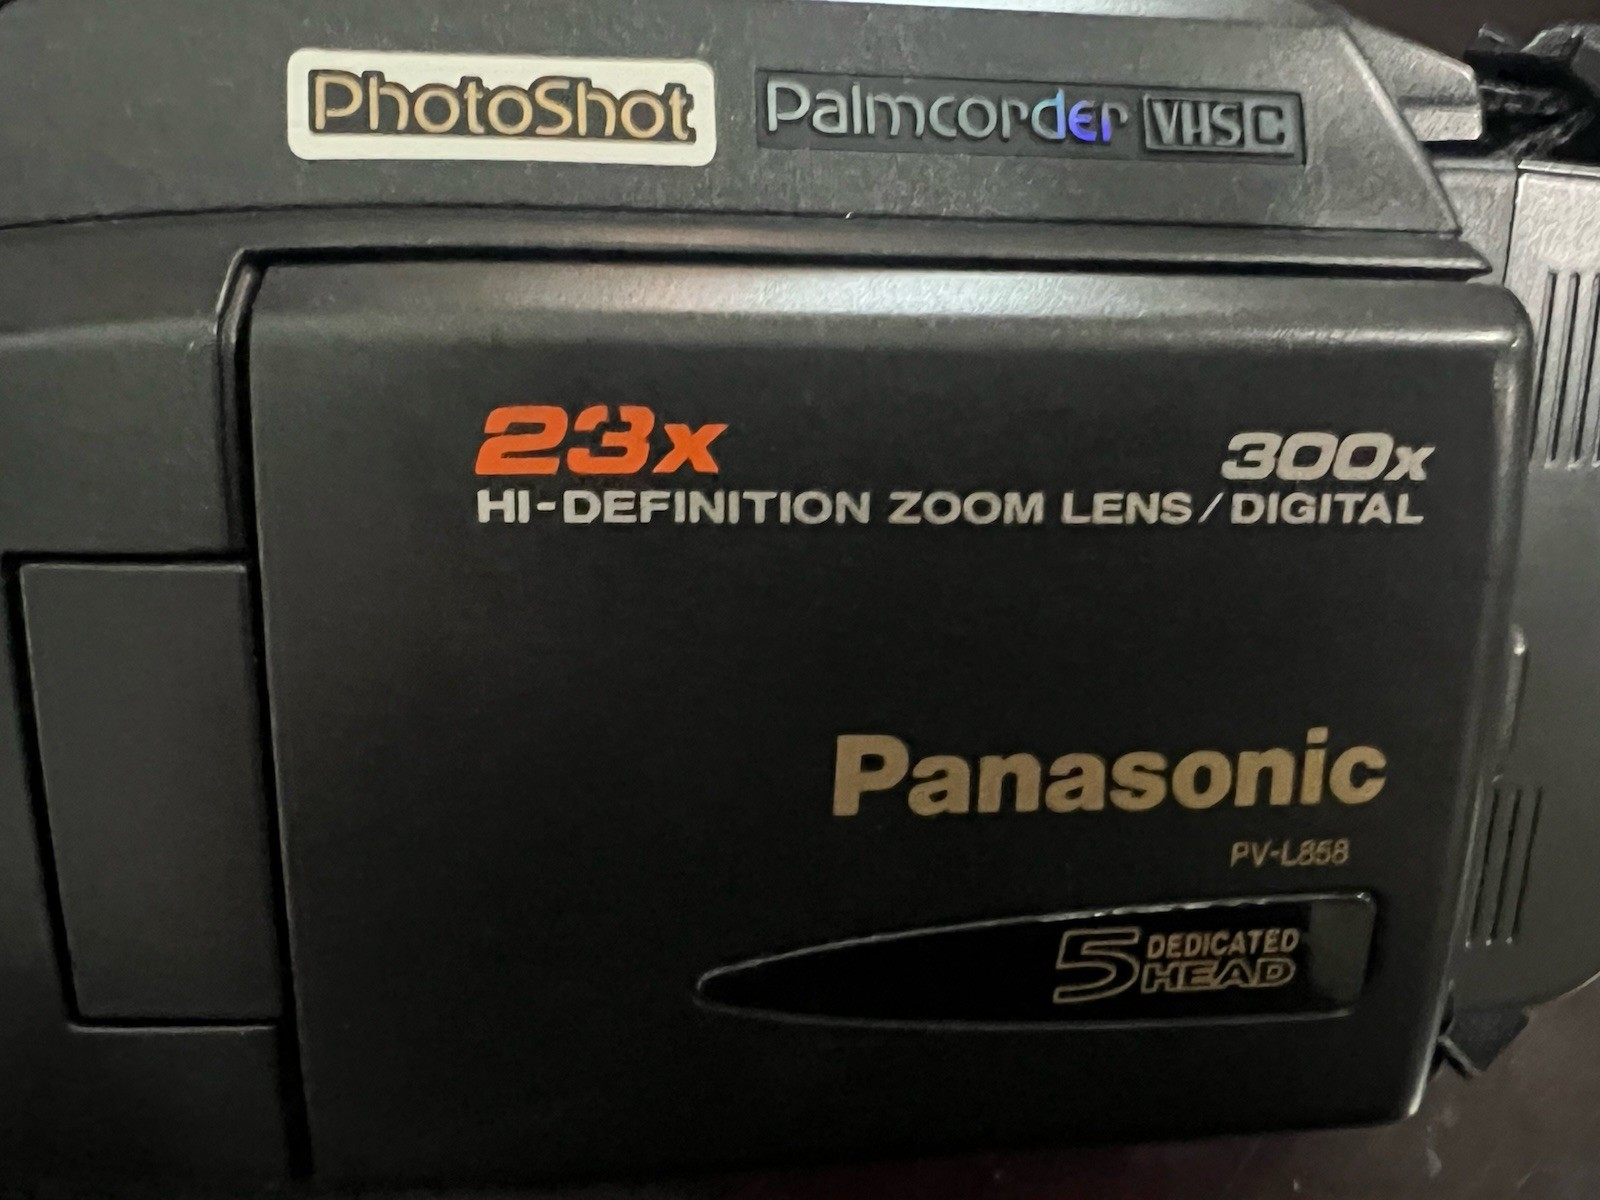 PhotoShot
Palmcorder VHS C
23x 300x
HI-DEFINITION ZOOM LENS/DIGITAL
Panasonic
PV-L858
5 DEDICATED
HEAD